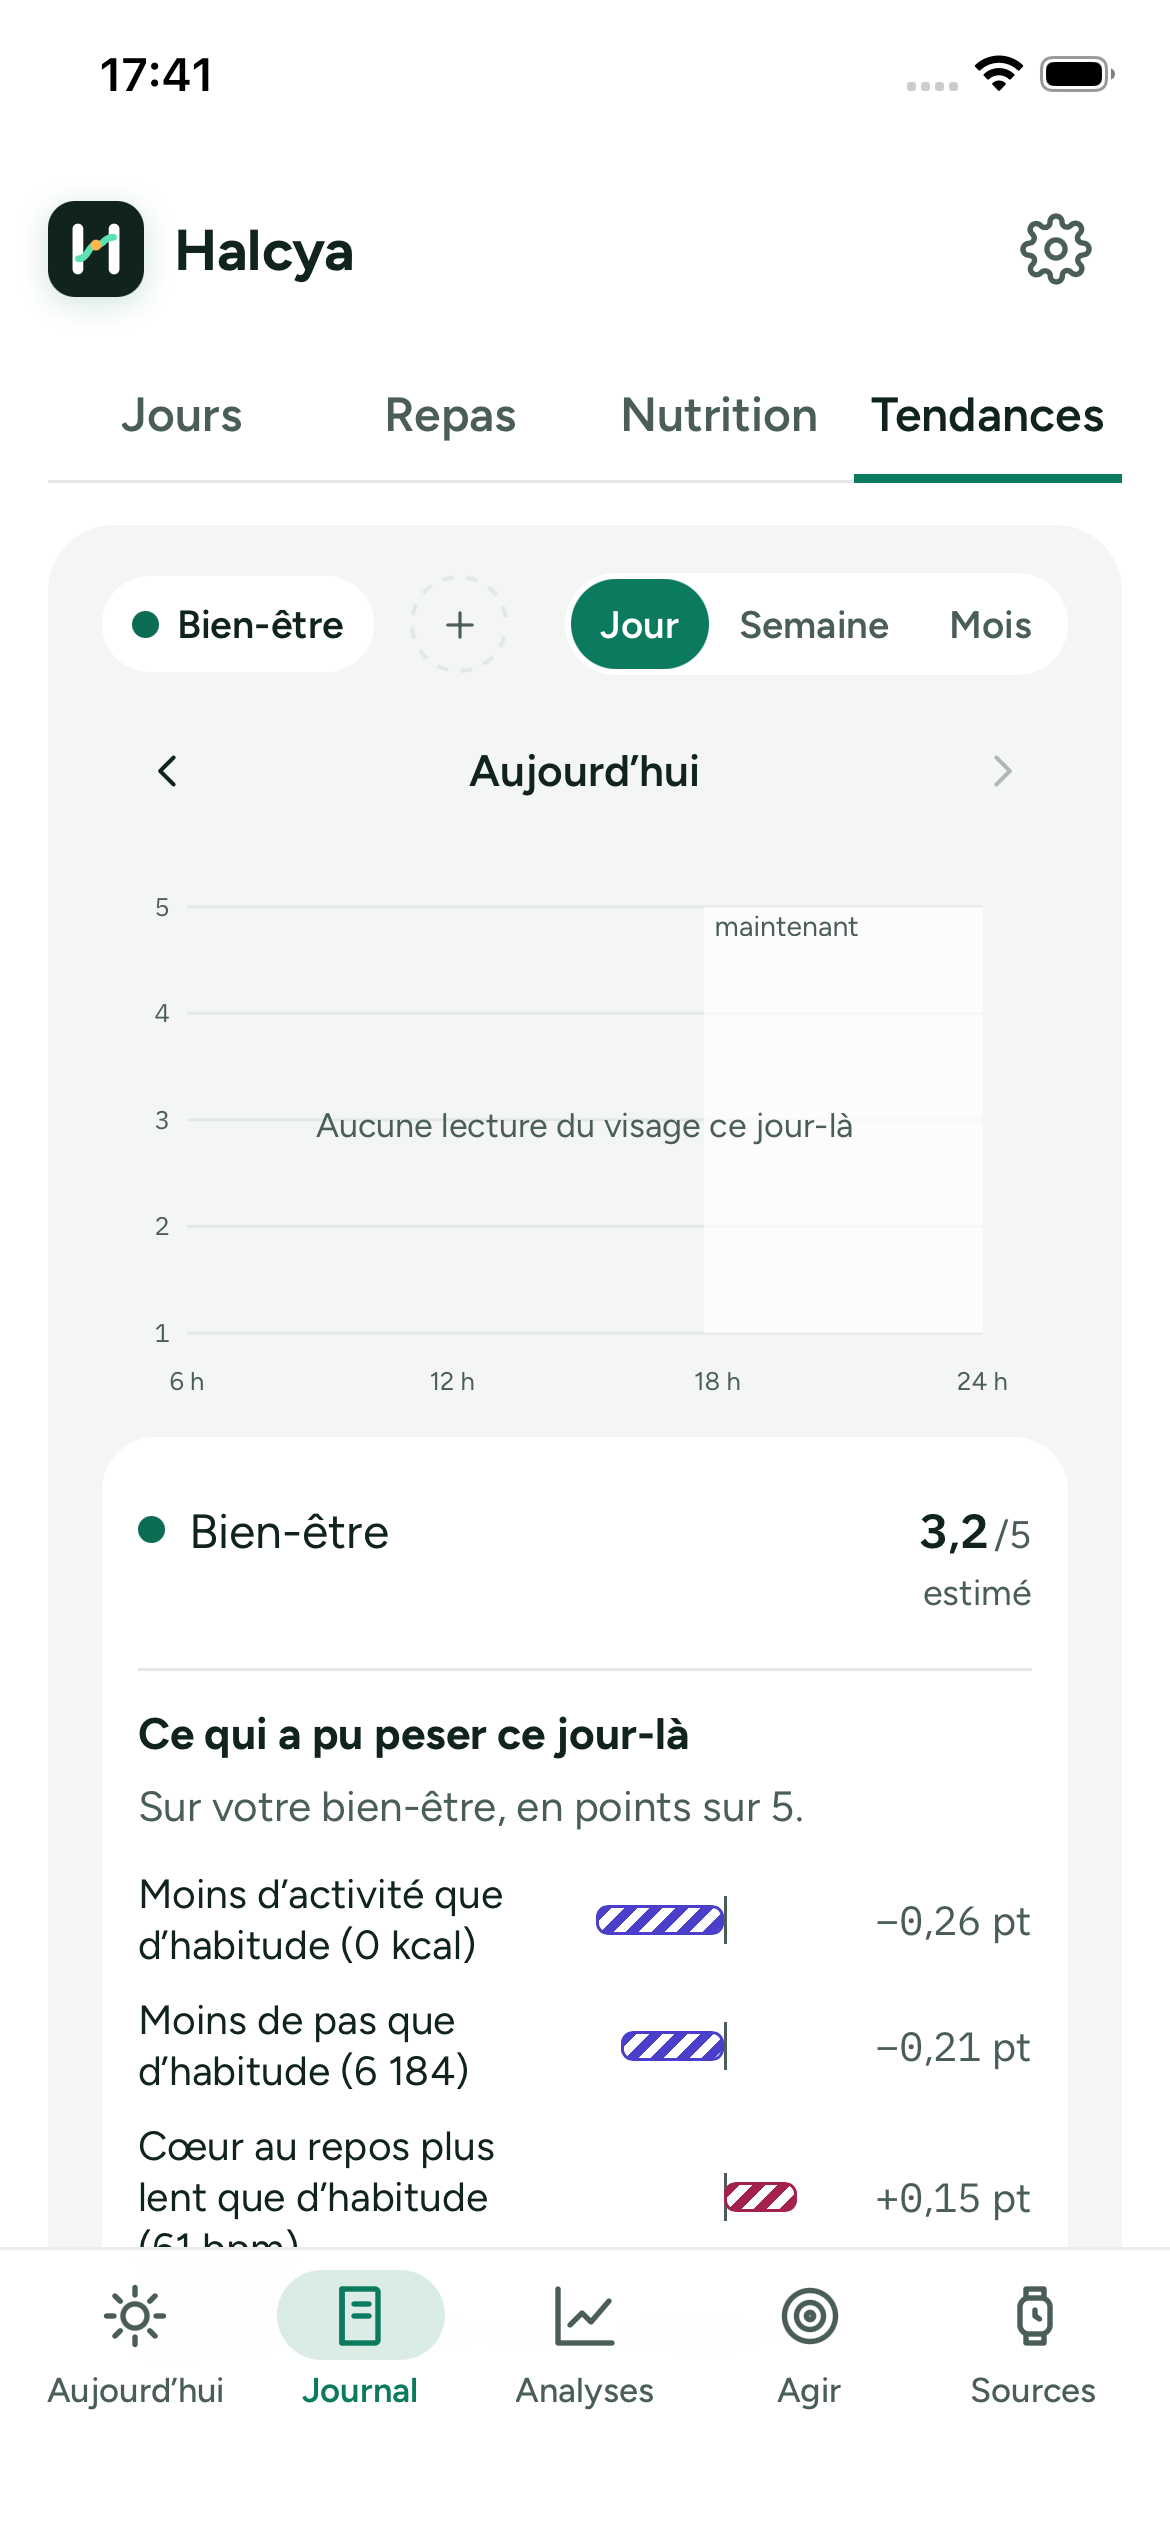 17:41
Halcya
Jours Repas Nutrition Tendances
Bien-être + Jour Semaine Mois
Aujourd’hui
5
maintenant
4
3
Aucune lecture du visage ce jour-là
2
1
6 h 12 h 18 h 24 h
Bien-être 3,2 /5
estimé
Ce qui a pu peser ce jour-là
Sur votre bien-être, en points sur 5.
Moins d’activité que
d’habitude (0 kcal) −0,26 pt
Moins de pas que
d’habitude (6 184) −0,21 pt
Cœur au repos plus
lent que d’habitude +0,15 pt
(61 bpm)
Aujourd’hui Journal Analyses Agir Sources